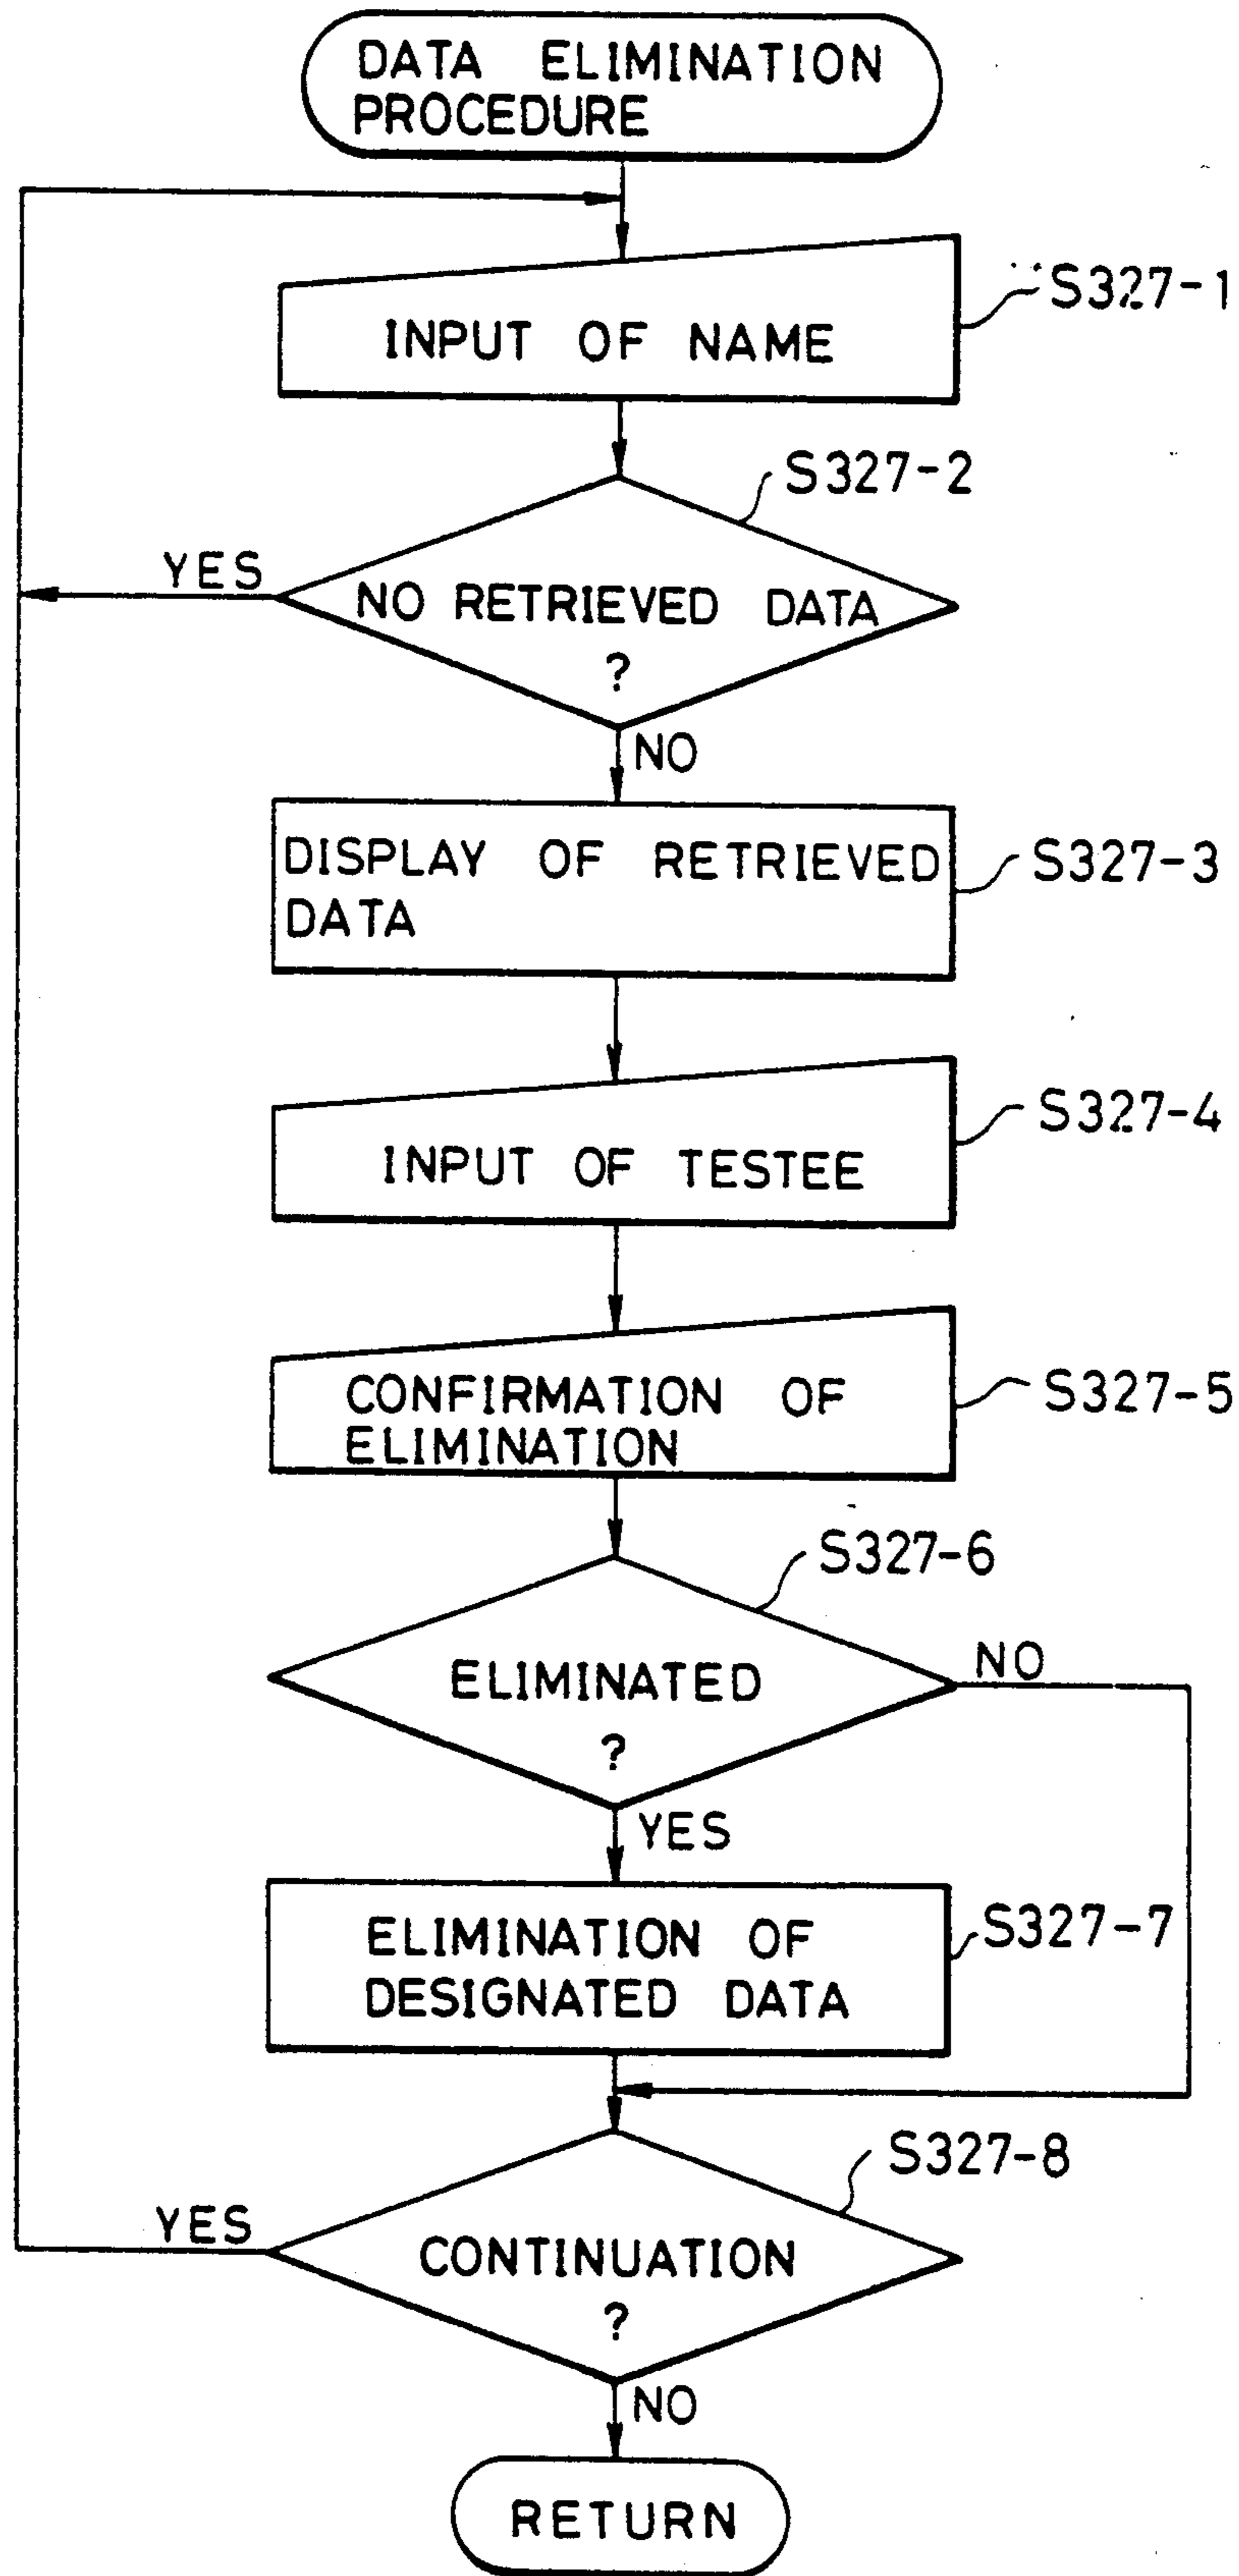 DATA ELIMINATION
PROCEDURE
S327-1
INPUT OF NAME
S327-2
YES
NO RETRIEVED DATA
?
NO
DISPLAY OF RETRIEVED
DATA
S327-3
S327-4
INPUT OF TESTEE
S327-5
CONFIRMATION OF
ELIMINATION
S327-6
NO
ELIMINATED
?
YES
S327-7
ELIMINATION OF
DESIGNATED DATA
S327-8
YES
CONTINUATION
?
NO
RETURN